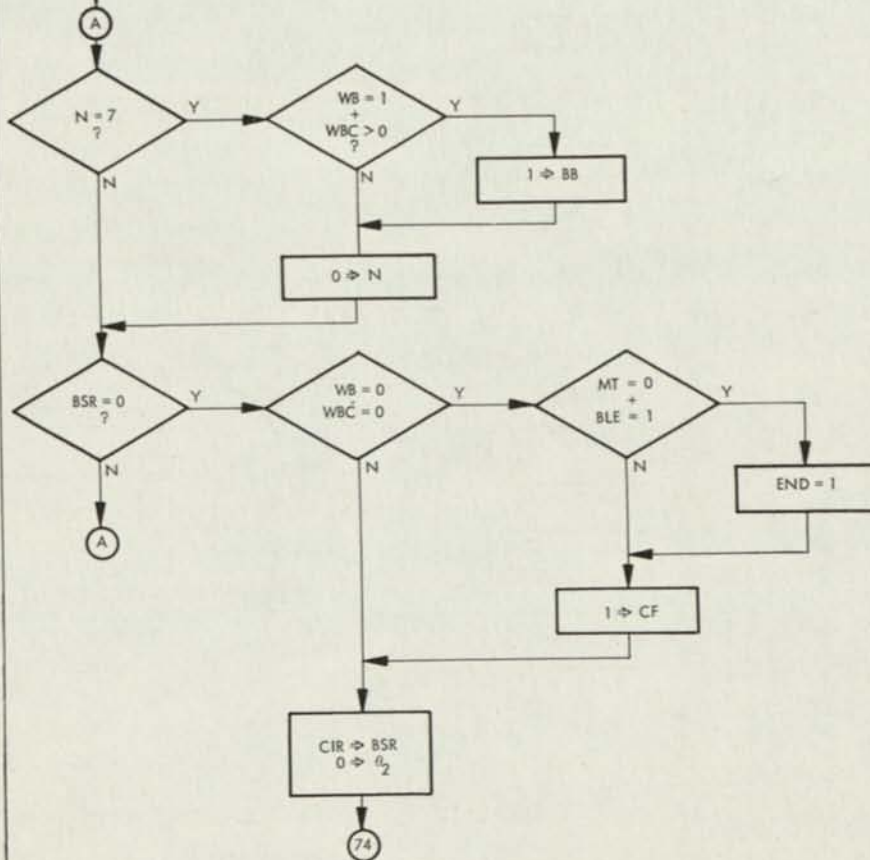 A
N = 7
?
Y
N
WB = 1
+
WBC > 0
?
Y
N
1 ⇒ BB
0 ⇒ N
BSR = 0
?
Y
N
WB = 0
·
WBC = 0
Y
N
MT = 0
+
BLE = 1
Y
N
END = 1
A
1 ⇒ CF
CIR ⇒ BSR
0 ⇒ θ2
74